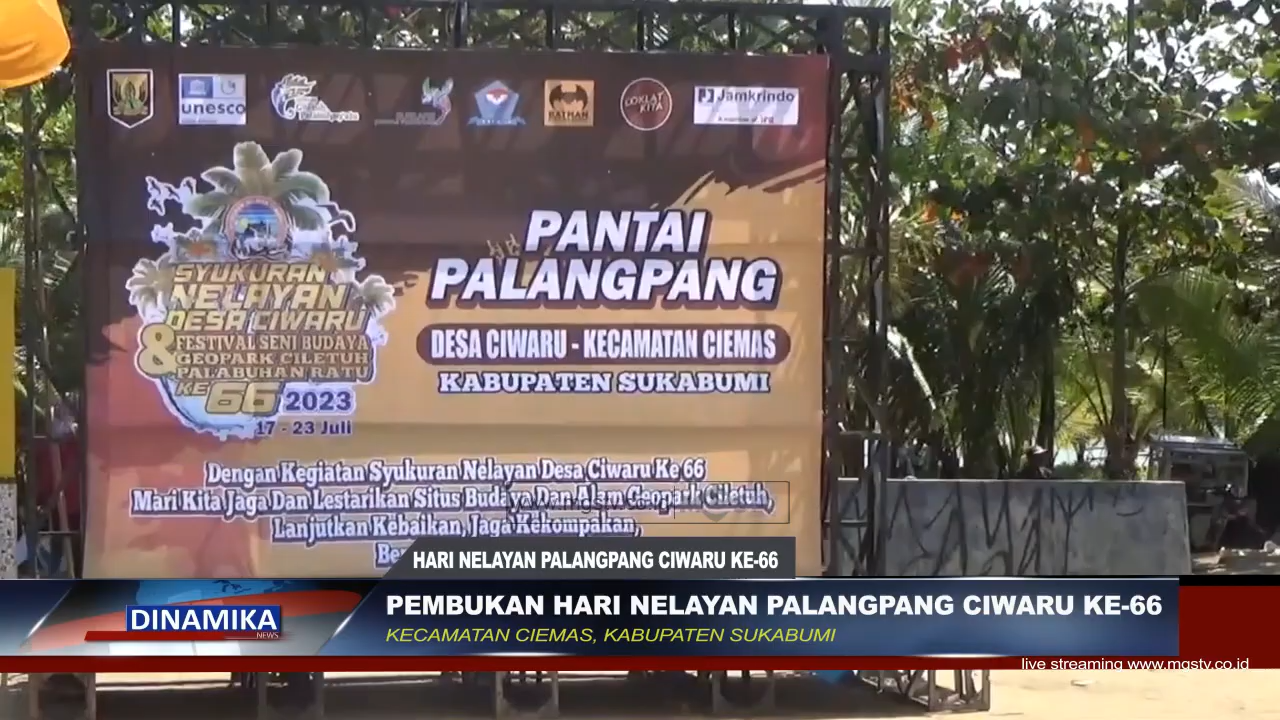 unesco
COKLAT KITA
Jamkrindo
SYUKURAN
NELAYAN
DESA CIWARU
& FESTIVAL SENI BUDAYA
GEOPARK CILETUH
PALABUHAN RATU
KE 66 2023
17 - 23 Juli
PANTAI
PALANGPANG
DESA CIWARU - KECAMATAN CIEMAS
KABUPATEN SUKABUMI
Dengan Kegiatan Syukuran Nelayan Desa Ciwaru Ke 66
Mari Kita Jaga Dan Lestarikan Situs Budaya Dan Alam Geopark Ciletuh,
Lanjutkan Kebaikan, Jaga Kekompakan,
HARI NELAYAN PALANGPANG CIWARU KE-66
DINAMIKA
NEWS
PEMBUKAN HARI NELAYAN PALANGPANG CIWARU KE-66
KECAMATAN CIEMAS, KABUPATEN SUKABUMI
live streaming www.mgstv.co.id